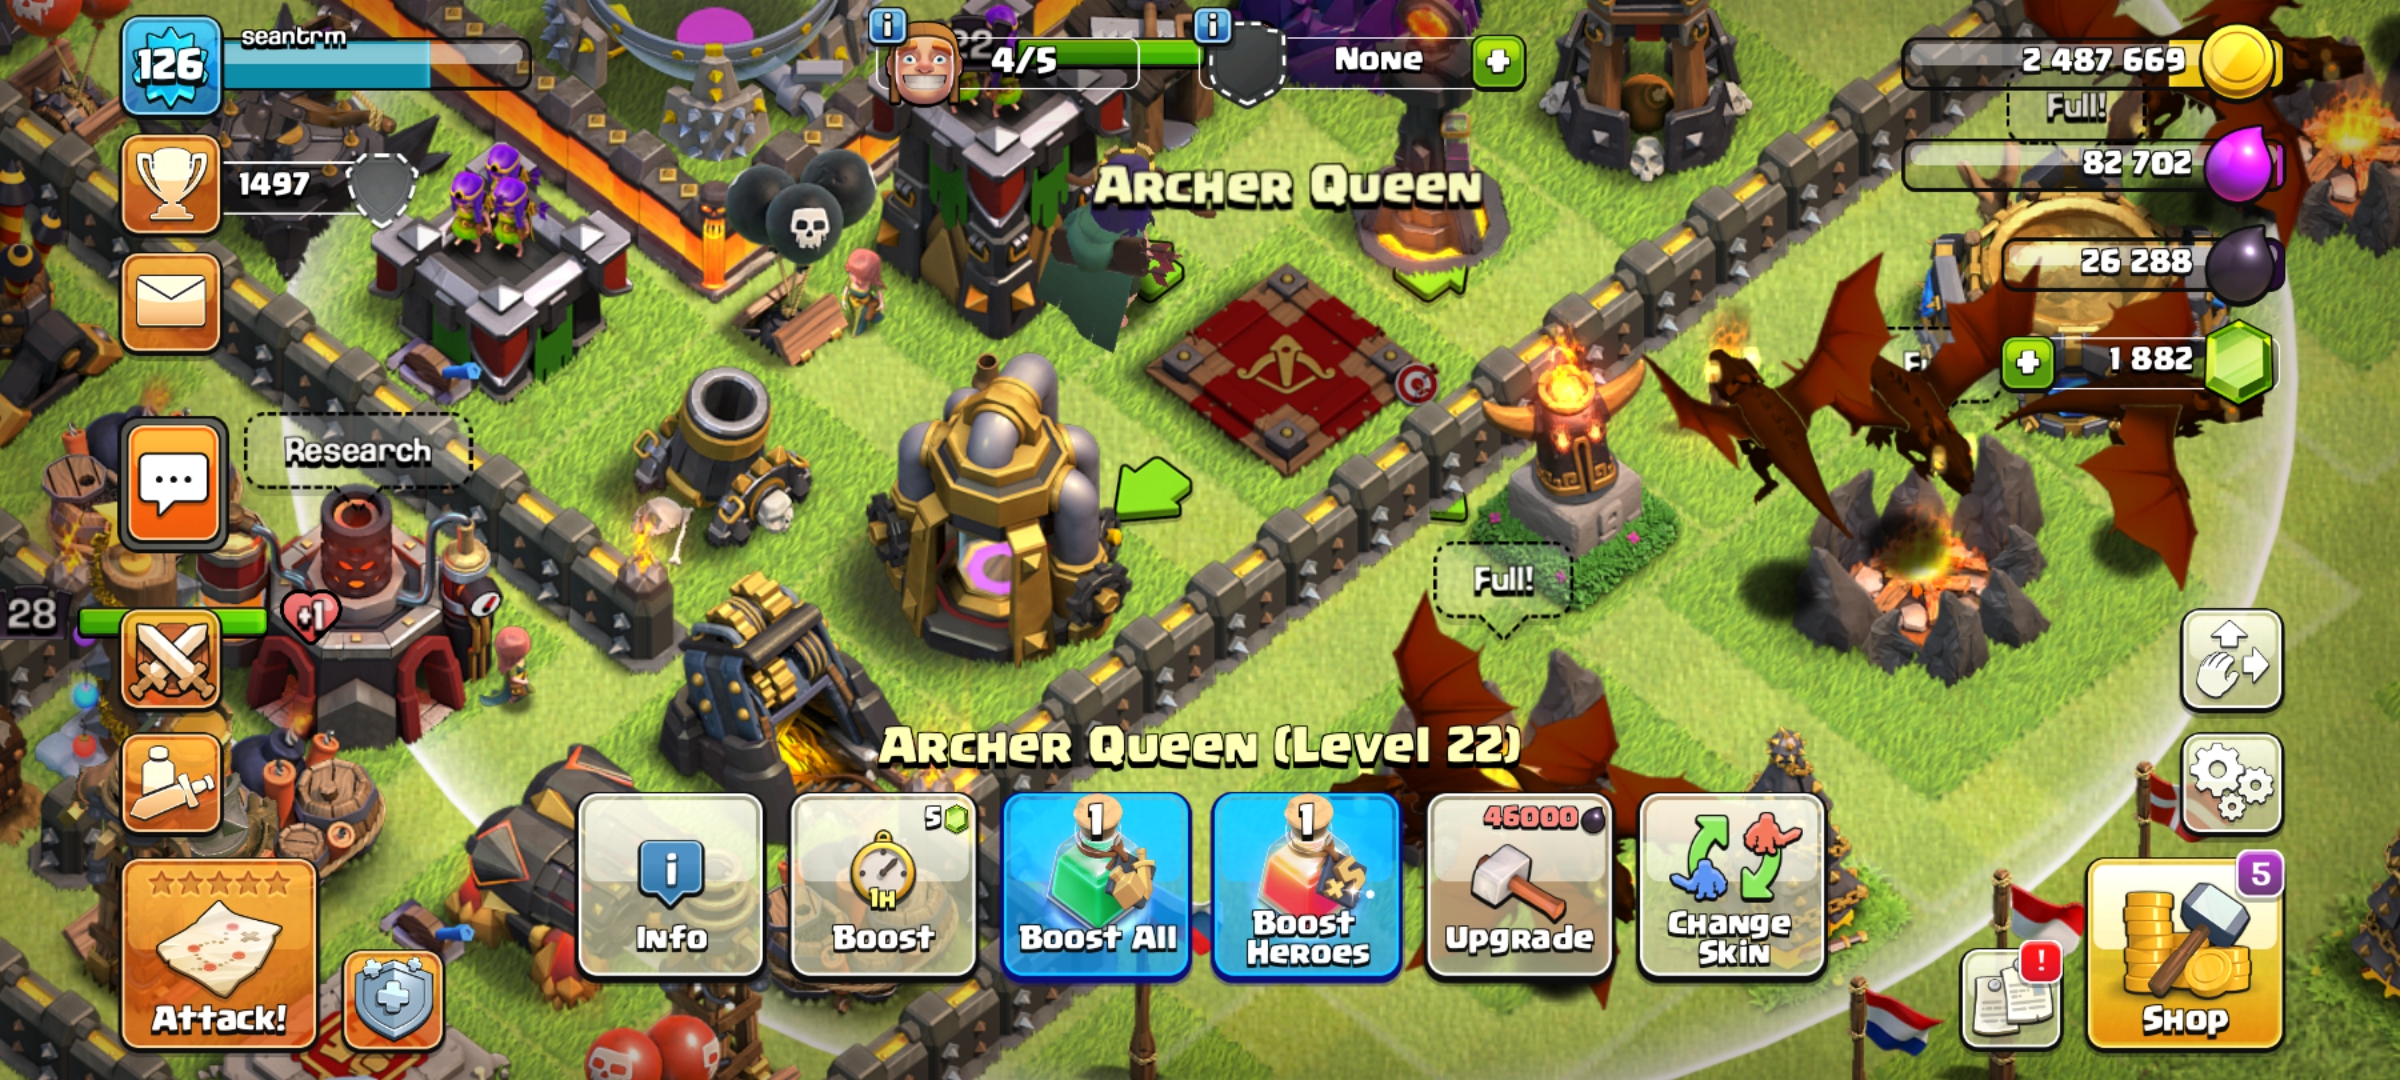 126
seantrm
4/5
None
2 487 669
Full!
1497
Archer Queen
82 702
26 288
1 882
Research
Full!
28
+1
Archer Queen (Level 22)
Info
5
1H
Boost
1
Boost All
1
x5
Boost
Heroes
46000
Upgrade
Change
Skin
Attack!
5
!
Shop